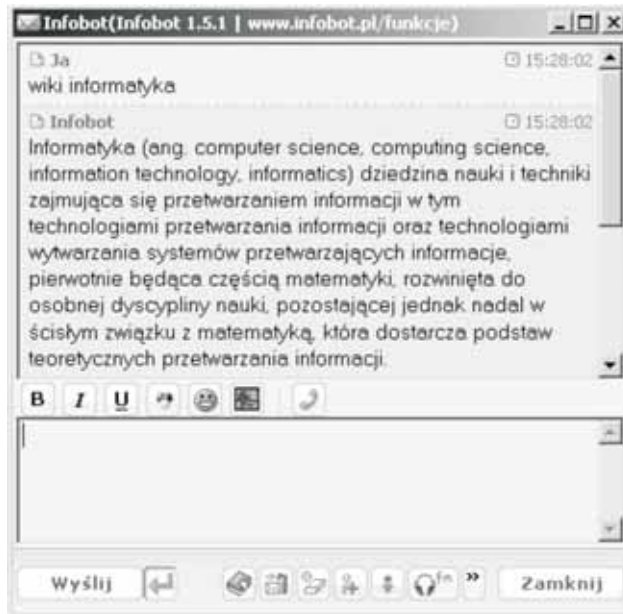 Infobot(Infobot 1.5.1 | www.infobot.pl/funkcje)
Ja 15:28:02
wiki informatyka
Infobot 15:28:02
Informatyka (ang. computer science, computing science,
information technology, informatics) dziedzina nauki i techniki
zajmująca się przetwarzaniem informacji w tym
technologiami przetwarzania informacji oraz technologiami
wytwarzania systemów przetwarzających informacje,
pierwotnie będąca częścią matematyki, rozwinięta do
osobnej dyscypliny nauki, pozostającej jednak nadal w
ścisłym związku z matematyką, która dostarcza podstaw
teoretycznych przetwarzania informacji.
B I U
Wyślij fn » Zamknij